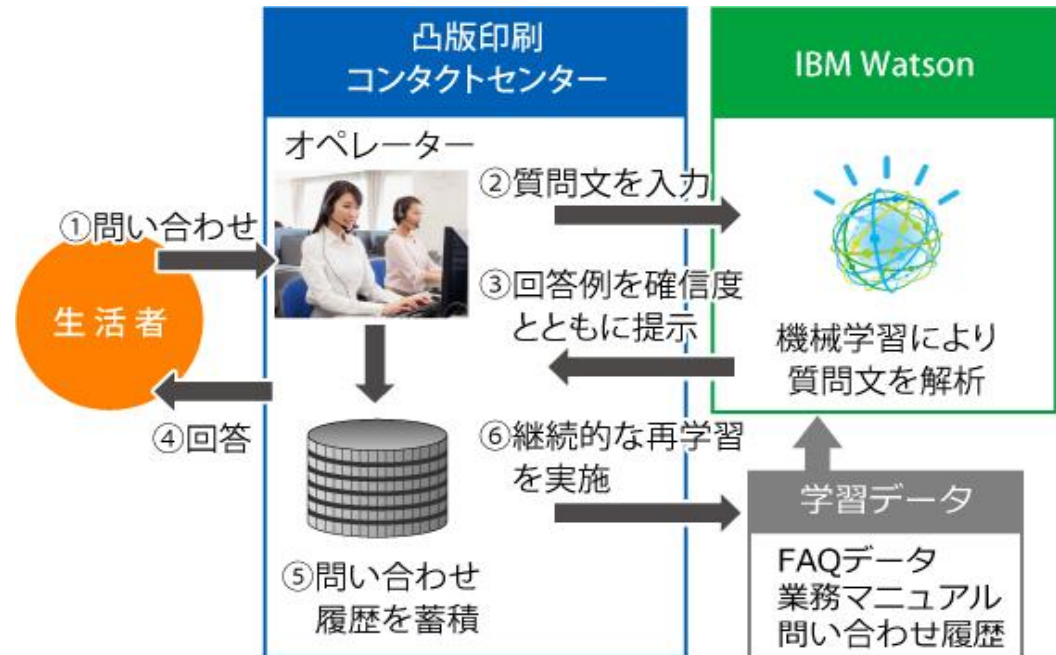 凸版印刷
コンタクトセンター
IBM Watson
オペレーター
①問い合わせ
生活者
②質問文を入力
③回答例を確信度
とともに提示
機械学習により
質問文を解析
④回答
⑤問い合わせ
履歴を蓄積
⑥継続的な再学習
を実施
学習データ
FAQデータ
業務マニュアル
問い合わせ履歴